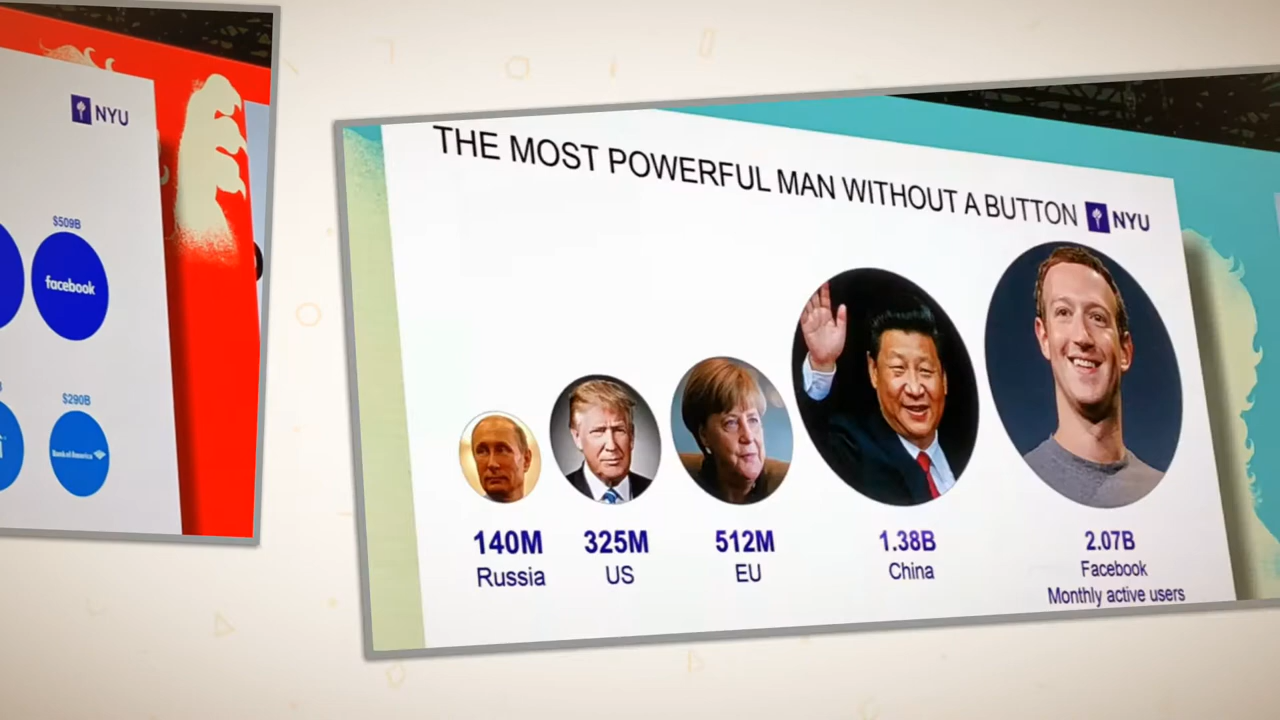 NYU
$509B
facebook
$290B
Bank of America
THE MOST POWERFUL MAN WITHOUT A BUTTON
NYU
140M
Russia
325M
US
512M
EU
1.38B
China
2.07B
Facebook
Monthly active users